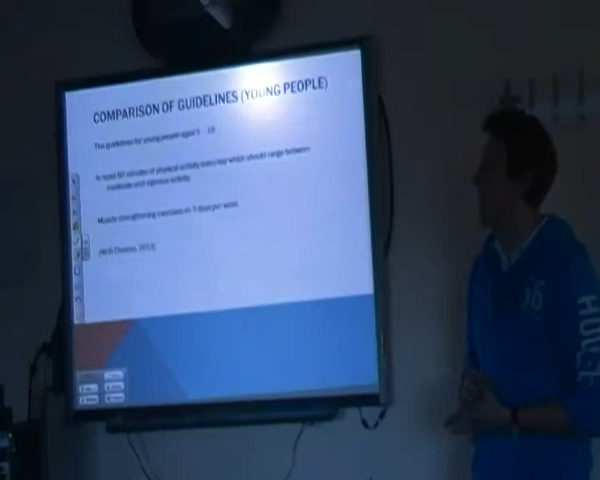 COMPARISON OF GUIDELINES (YOUNG PEOPLE)
The guidelines for young people aged 5 - 18
At least 60 minutes of physical activity every day which should range between
moderate and vigorous activity
Muscle strengthening exercises on 3 days per week
(NHS Choices, 2013)